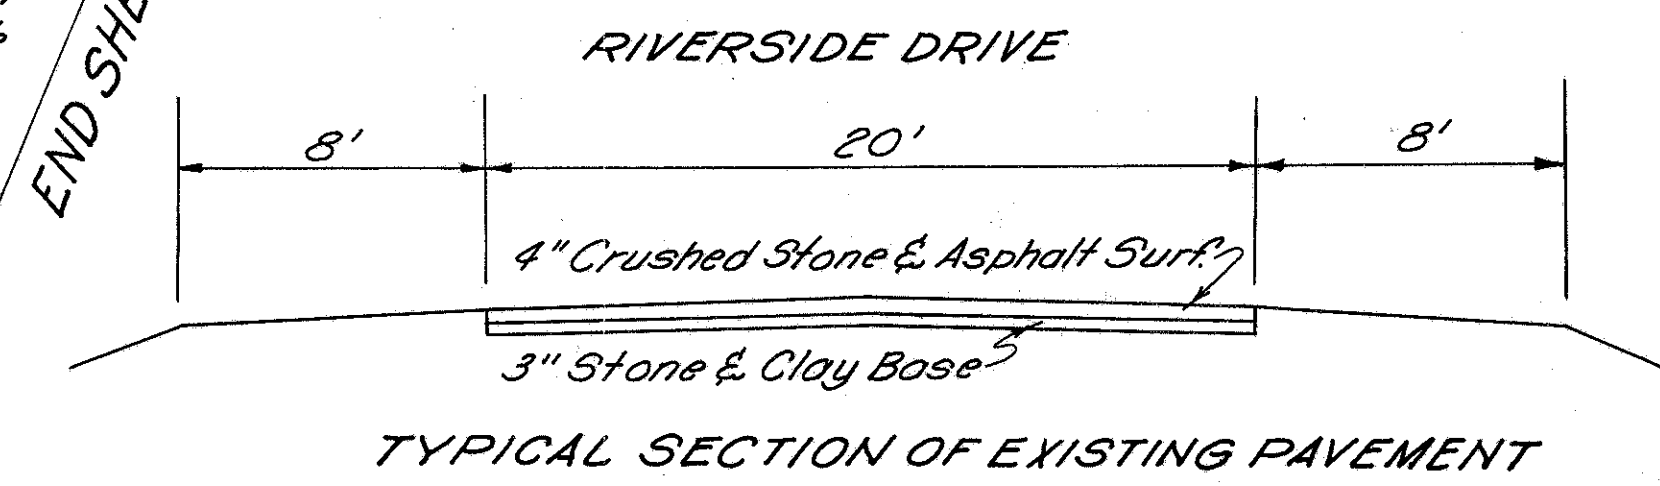 END SHE
RIVERSIDE DRIVE
8' 20' 8'
4" Crushed Stone & Asphalt Surf.
3" Stone & Clay Base
TYPICAL SECTION OF EXISTING PAVEMENT